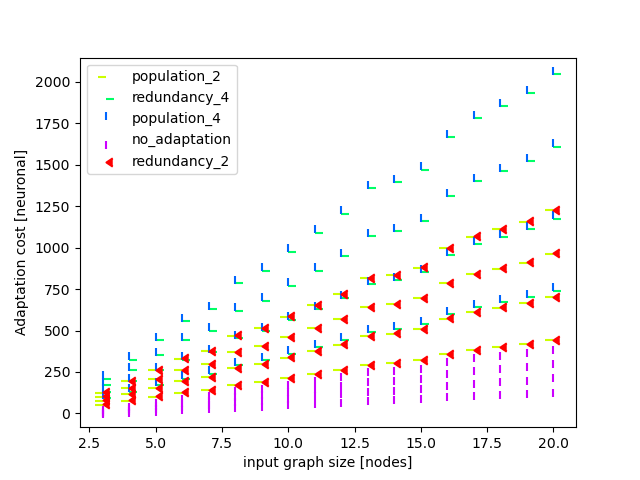 2000
1750
1500
1250
1000
750
500
250
0
Adaptation cost [neuronal]
population_2
redundancy_4
population_4
no_adaptation
redundancy_2
2.5 5.0 7.5 10.0 12.5 15.0 17.5 20.0
input graph size [nodes]